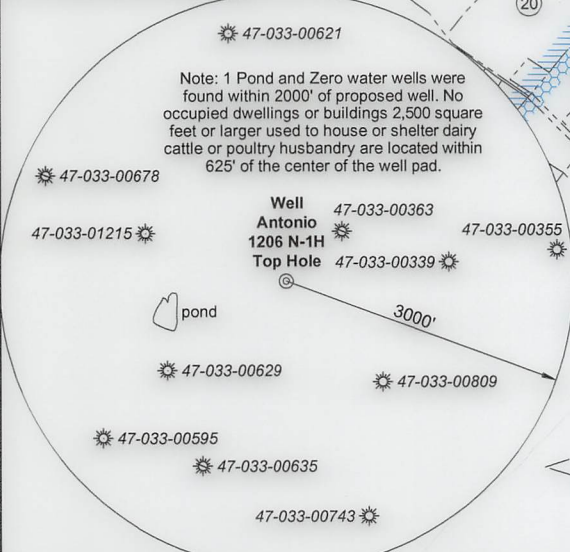 20
47-033-00621
Note: 1 Pond and Zero water wells were
found within 2000' of proposed well. No
occupied dwellings or buildings 2,500 square
feet or larger used to house or shelter dairy
cattle or poultry husbandry are located within
625' of the center of the well pad.
47-033-00678
47-033-01215
Well
Antonio
1206 N-1H
Top Hole
47-033-00363
47-033-00355
47-033-00339
pond
3000'
47-033-00629
47-033-00809
47-033-00595
47-033-00635
47-033-00743